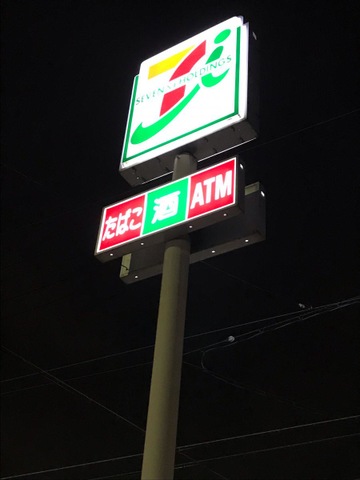 SEVEN & i HOLDINGS
たばこ 酒 ATM